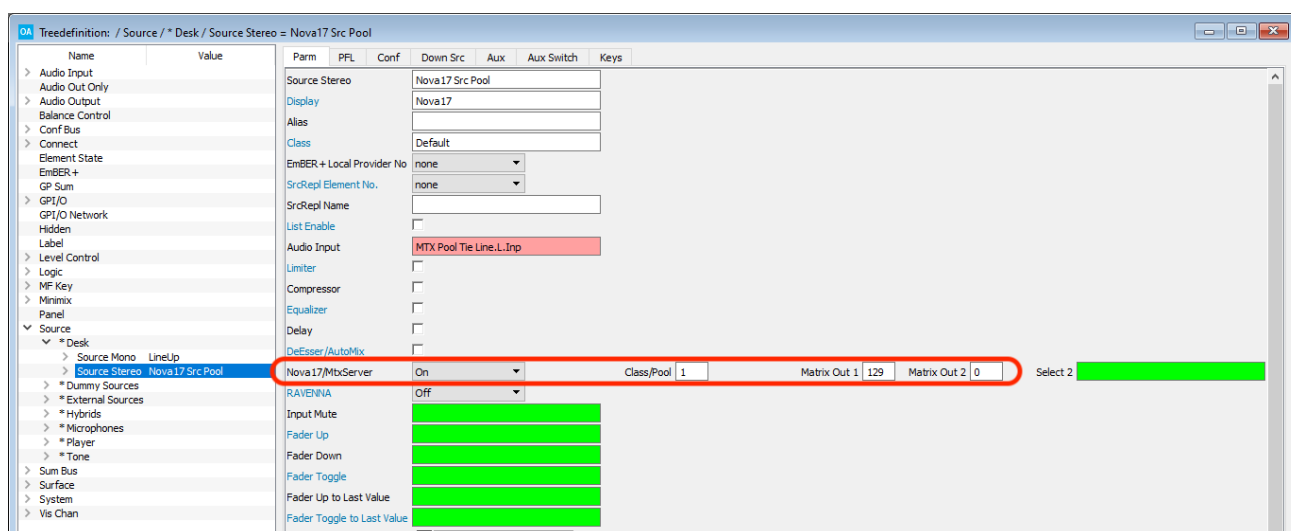 OA Treedefinition: / Source / * Desk / Source Stereo = Nova17 Src Pool
Name Value
Audio Input
Audio Out Only
Audio Output
Balance Control
Conf Bus
Connect
Element State
EmBER+
GP Sum
GPI/O
GPI/O Network
Hidden
Label
Level Control
Logic
MF Key
Minimix
Panel
Source
* Desk
Source Mono LineUp
Source Stereo Nova17 Src Pool
* Dummy Sources
* External Sources
* Hybrids
* Microphones
* Player
* Tone
Sum Bus
Surface
System
Vis Chan
Parm PFL Conf Down Src Aux Aux Switch Keys
Source Stereo Nova17 Src Pool
Display Nova17
Alias
Class Default
EmBER+ Local Provider No none
SrcRepl Element No. none
SrcRepl Name
List Enable
Audio Input MTX Pool Tie Line.L.Inp
Limiter
Compressor
Equalizer
Delay
DeEsser/AutoMix
Nova17/MtxServer On Class/Pool 1 Matrix Out 1 129 Matrix Out 2 0 Select 2
RAVENNA Off
Input Mute
Fader Up
Fader Down
Fader Toggle
Fader Up to Last Value
Fader Toggle to Last Value